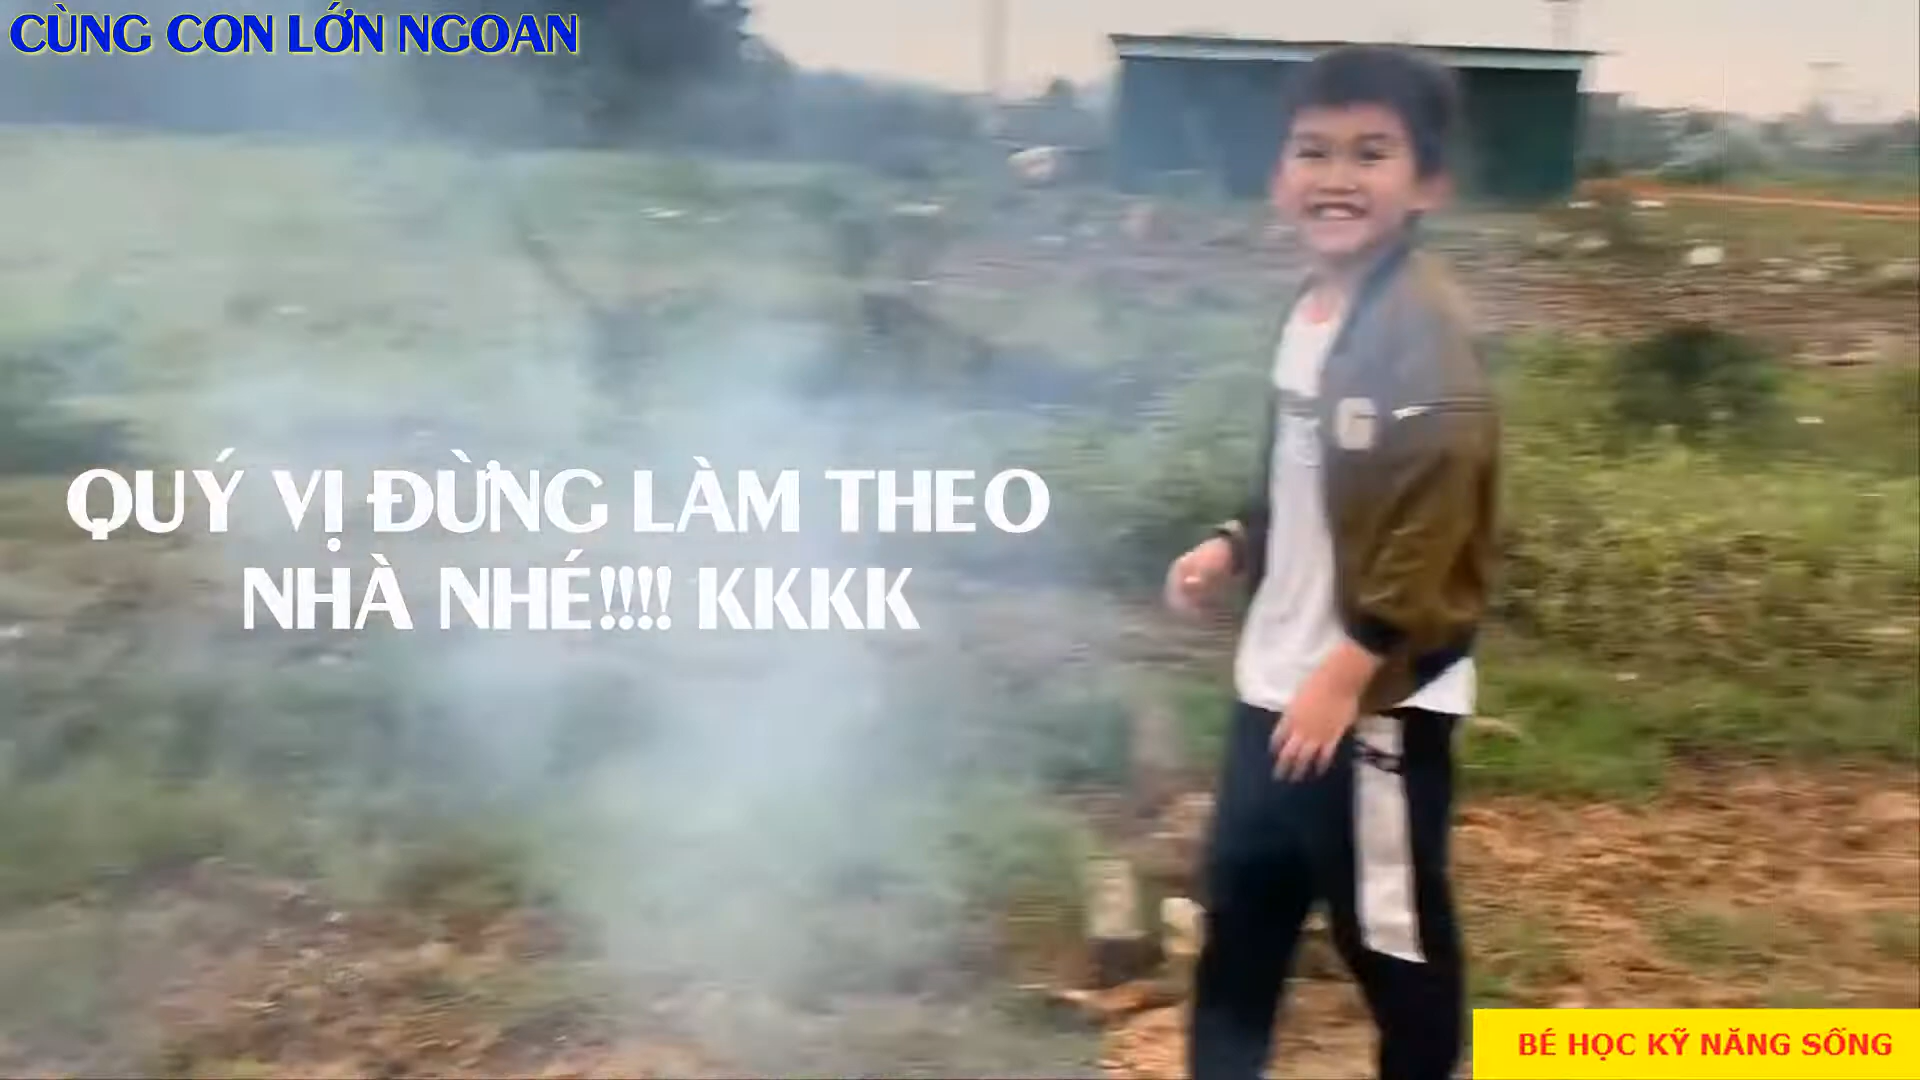 CÙNG CON LỚN NGOAN
QUÝ VỊ ĐỪNG LÀM THEO
NHÀ NHÉ!!!! KKKK
G
BÉ HỌC KỸ NĂNG SỐNG